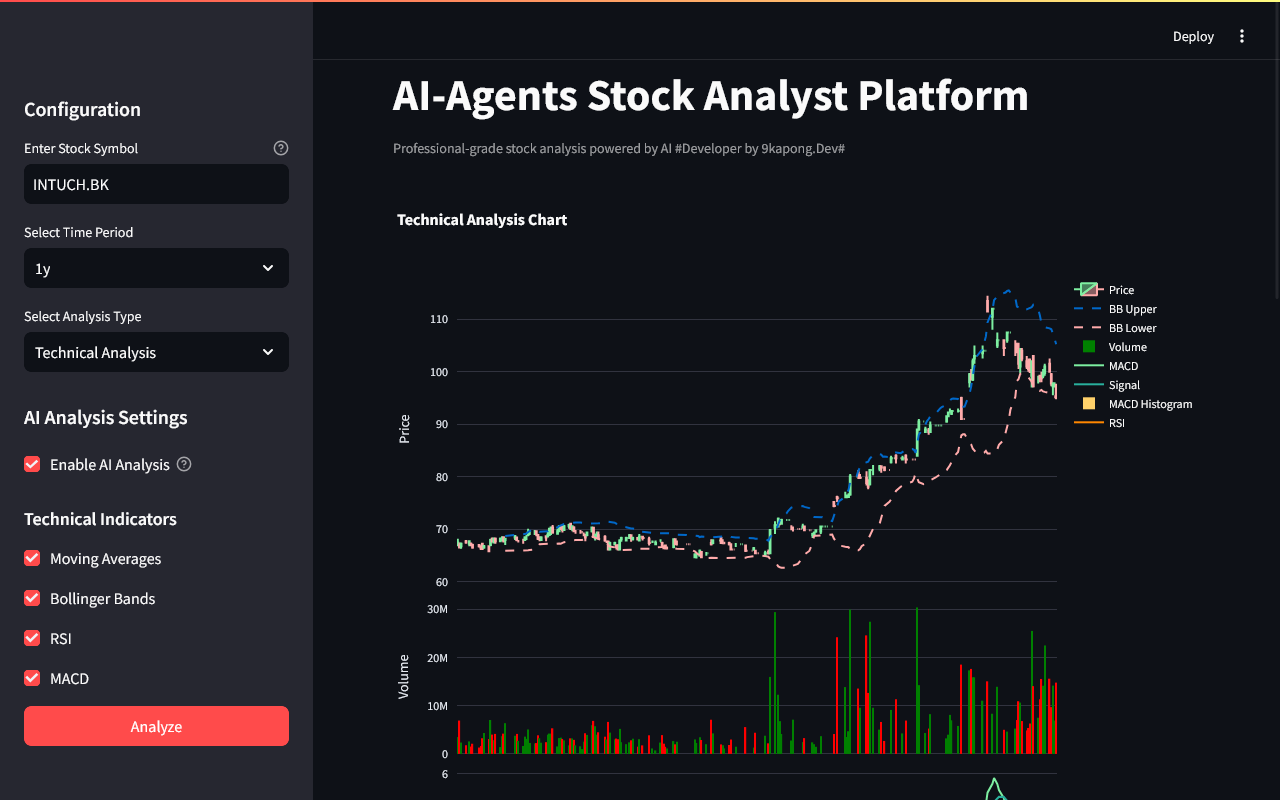 Deploy
Configuration
Enter Stock Symbol
INTUCH.BK
Select Time Period
1y
Select Analysis Type
Technical Analysis
AI Analysis Settings
Enable AI Analysis
Technical Indicators
Moving Averages
Bollinger Bands
RSI
MACD
Analyze
AI-Agents Stock Analyst Platform
Professional-grade stock analysis powered by AI #Developer by 9kapong.Dev#
Technical Analysis Chart
Price
110
100
90
80
70
60
Volume
30M
20M
10M
0
6
Price
BB Upper
BB Lower
Volume
MACD
Signal
MACD Histogram
RSI